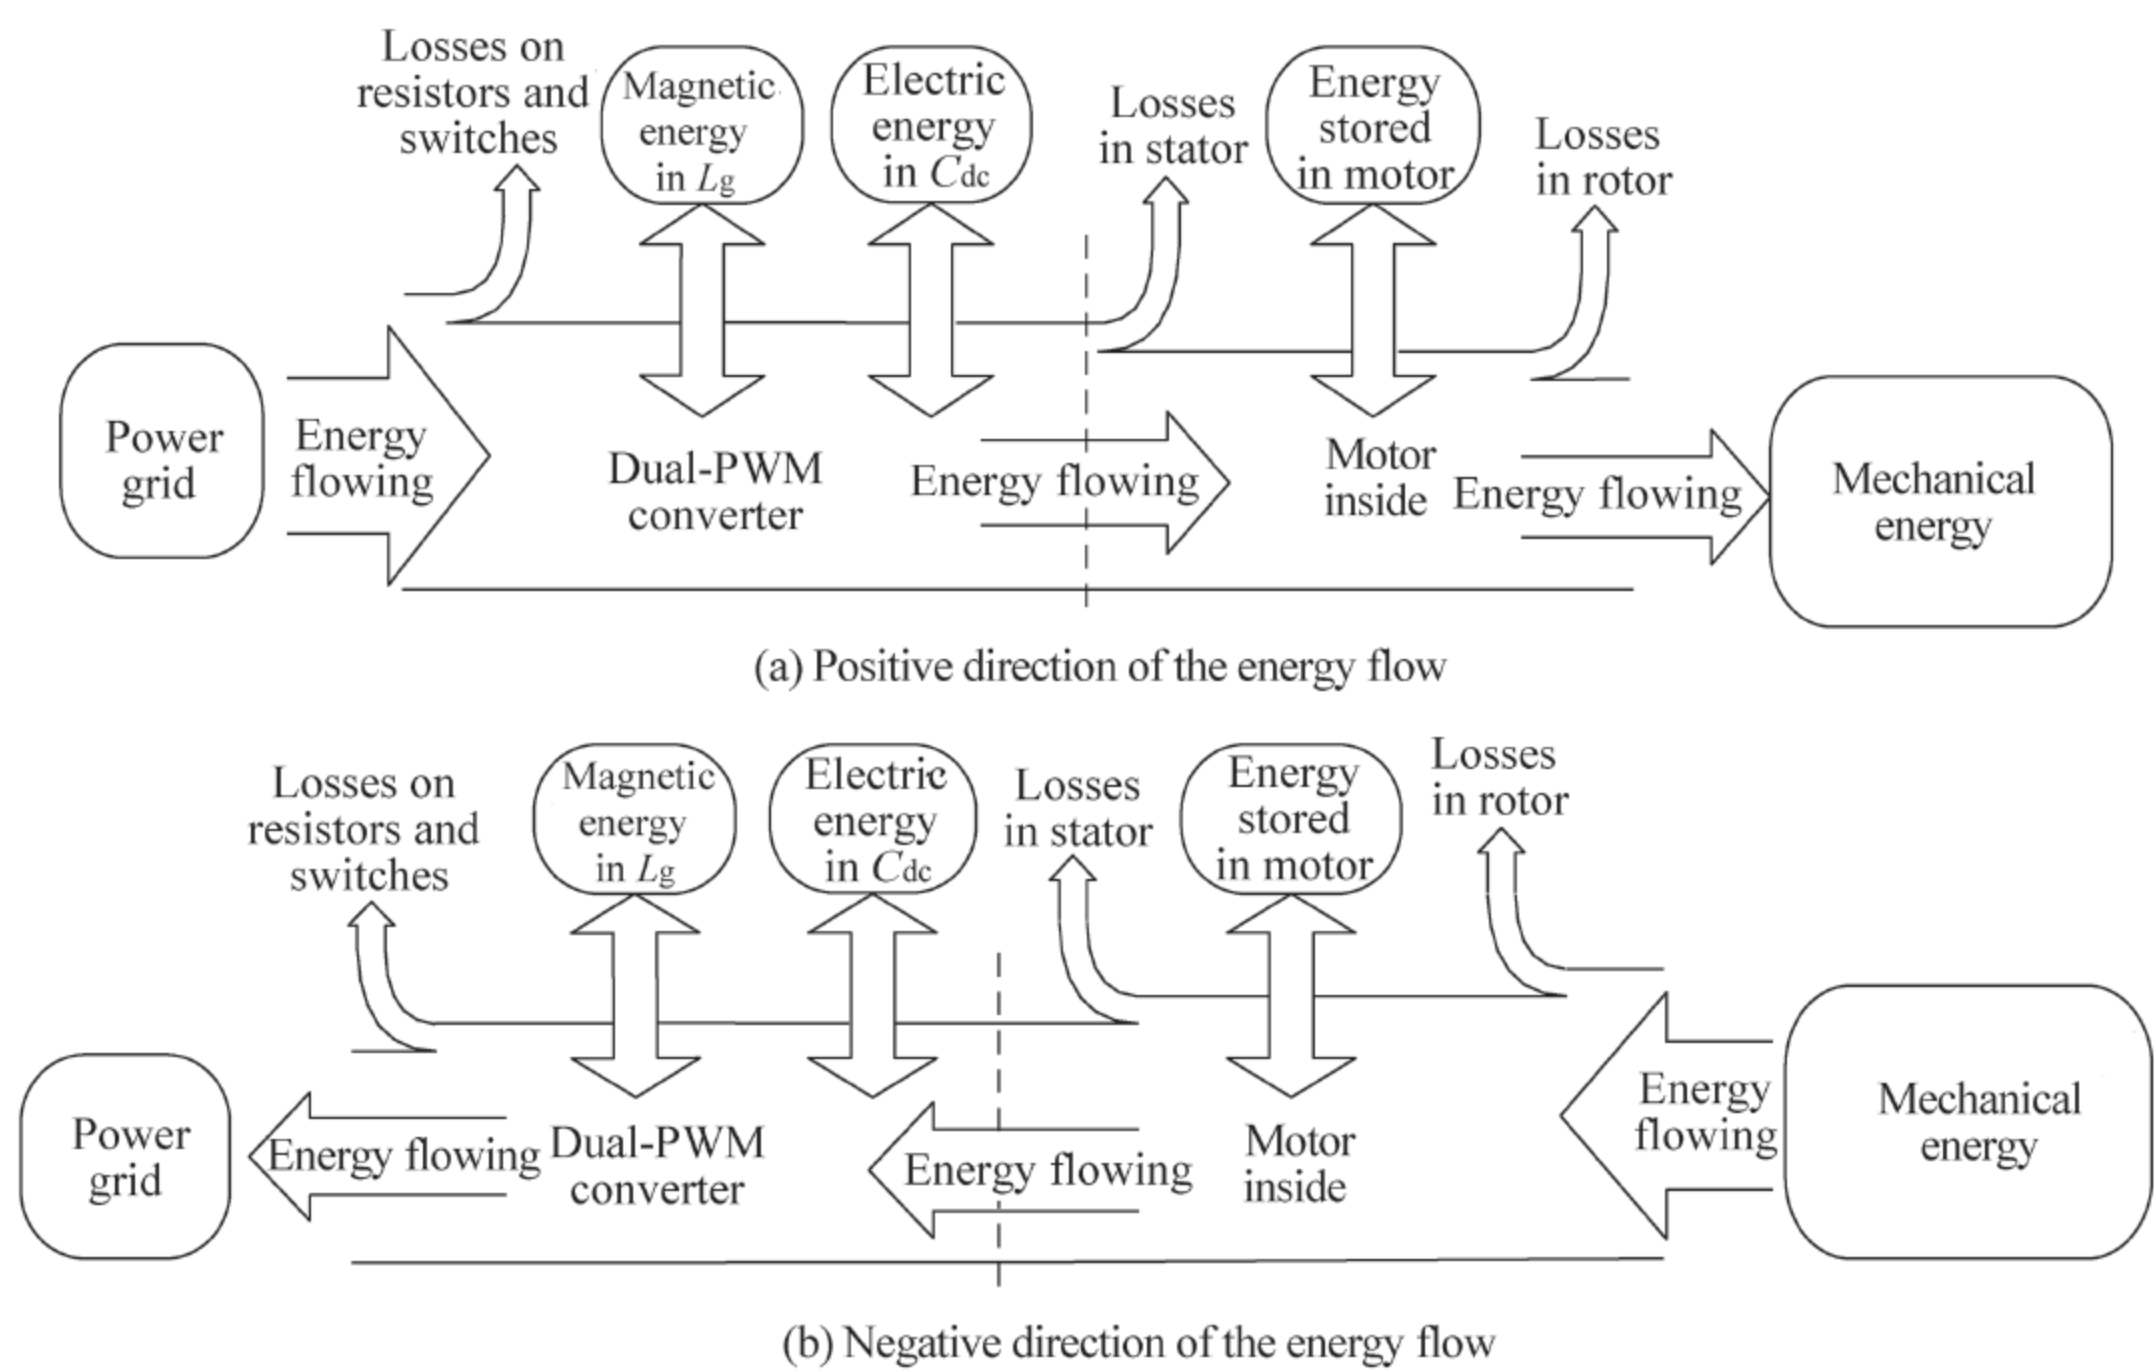 Losses on
resistors and
switches
Magnetic
energy
in Lg
Electric
energy
in Cdc
Losses
in stator
Energy
stored
in motor
Losses
in rotor
Power
grid
Energy
flowing
Dual-PWM
converter
Energy flowing
Motor
inside
Energy flowing
Mechanical
energy
(a) Positive direction of the energy flow
Losses on
resistors and
switches
Magnetic
energy
in Lg
Electric
energy
in Cdc
Losses
in stator
Energy
stored
in motor
Losses
in rotor
Power
grid
Energy flowing
Dual-PWM
converter
Energy flowing
Motor
inside
Energy
flowing
Mechanical
energy
(b) Negative direction of the energy flow